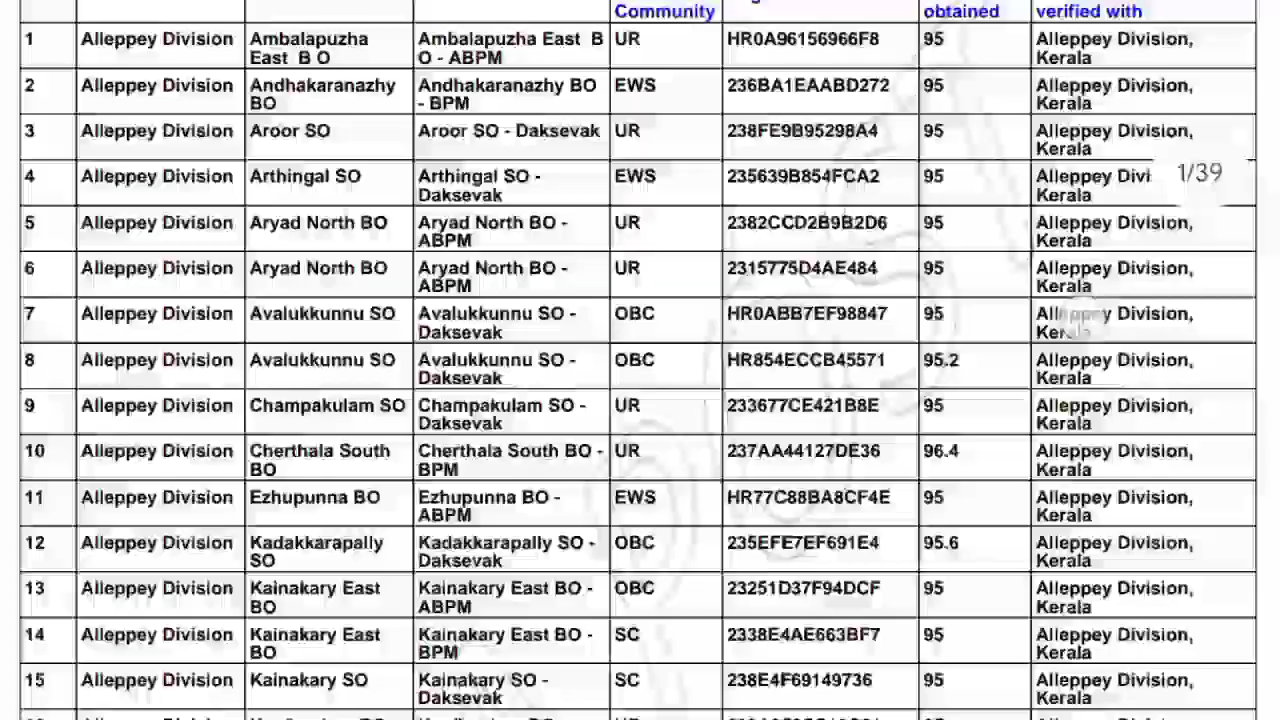 Community obtained verified with
1 Alleppey Division Ambalapuzha East B O Ambalapuzha East B O - ABPM UR HR0A96156966F8 95 Alleppey Division, Kerala
2 Alleppey Division Andhakaranazhy BO Andhakaranazhy BO - BPM EWS 236BA1EAABD272 95 Alleppey Division, Kerala
3 Alleppey Division Aroor SO Aroor SO - Daksevak UR 238FE9B95298A4 95 Alleppey Division, Kerala
4 Alleppey Division Arthingal SO Arthingal SO - Daksevak EWS 235639B854FCA2 95 Alleppey Divi Kerala
1/39
5 Alleppey Division Aryad North BO Aryad North BO - ABPM UR 2382CCD2B9B2D6 95 Alleppey Division, Kerala
6 Alleppey Division Aryad North BO Aryad North BO - ABPM UR 2315775D4AE484 95 Alleppey Division, Kerala
7 Alleppey Division Avalukkunnu SO Avalukkunnu SO - Daksevak OBC HR0ABB7EF98847 95 Alleppey Division, Kerala
8 Alleppey Division Avalukkunnu SO Avalukkunnu SO - Daksevak OBC HR854ECCB45571 95.2 Alleppey Division, Kerala
9 Alleppey Division Champakulam SO Champakulam SO - Daksevak UR 233677CE421B8E 95 Alleppey Division, Kerala
10 Alleppey Division Cherthala South BO Cherthala South BO - BPM UR 237AA44127DE36 96.4 Alleppey Division, Kerala
11 Alleppey Division Ezhupunna BO Ezhupunna BO - ABPM EWS HR77C88BA8CF4E 95 Alleppey Division, Kerala
12 Alleppey Division Kadakkarapally SO Kadakkarapally SO - Daksevak OBC 235EFE7EF691E4 95.6 Alleppey Division, Kerala
13 Alleppey Division Kainakary East BO Kainakary East BO - ABPM OBC 23251D37F94DCF 95 Alleppey Division, Kerala
14 Alleppey Division Kainakary East BO Kainakary East BO - BPM SC 2338E4AE663BF7 95 Alleppey Division, Kerala
15 Alleppey Division Kainakary SO Kainakary SO - Daksevak SC 238E4F69149736 95 Alleppey Division, Kerala